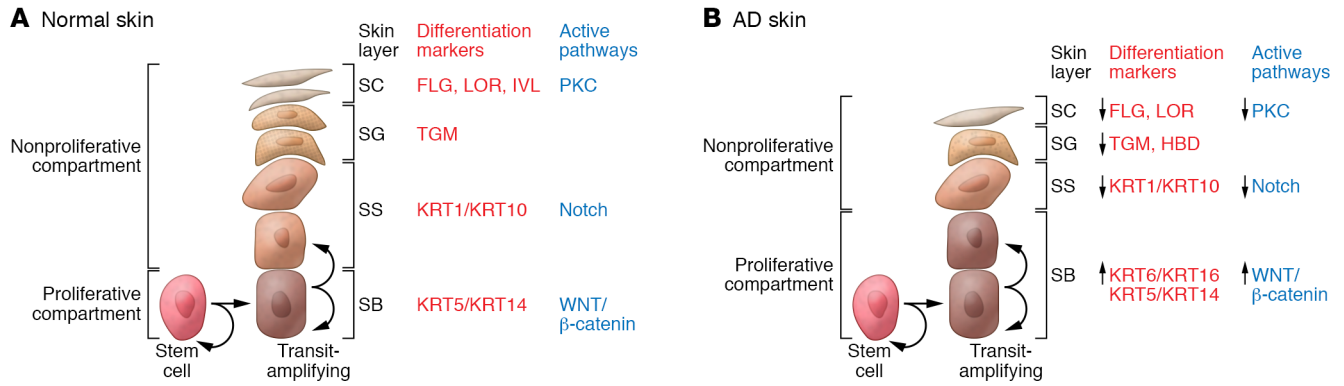 A Normal skin
Skin layer
Differentiation markers
Active pathways
Nonproliferative compartment
SC
FLG, LOR, IVL
PKC
SG
TGM
SS
KRT1/KRT10
Notch
Proliferative compartment
SB
KRT5/KRT14
WNT/
β-catenin
Stem cell
Transit-amplifying
B AD skin
Skin layer
Differentiation markers
Active pathways
Nonproliferative compartment
SC
↓ FLG, LOR
↓ PKC
SG
↓ TGM, HBD
SS
↓ KRT1/KRT10
↓ Notch
Proliferative compartment
SB
↑ KRT6/KRT16
KRT5/KRT14
↑ WNT/
β-catenin
Stem cell
Transit-amplifying